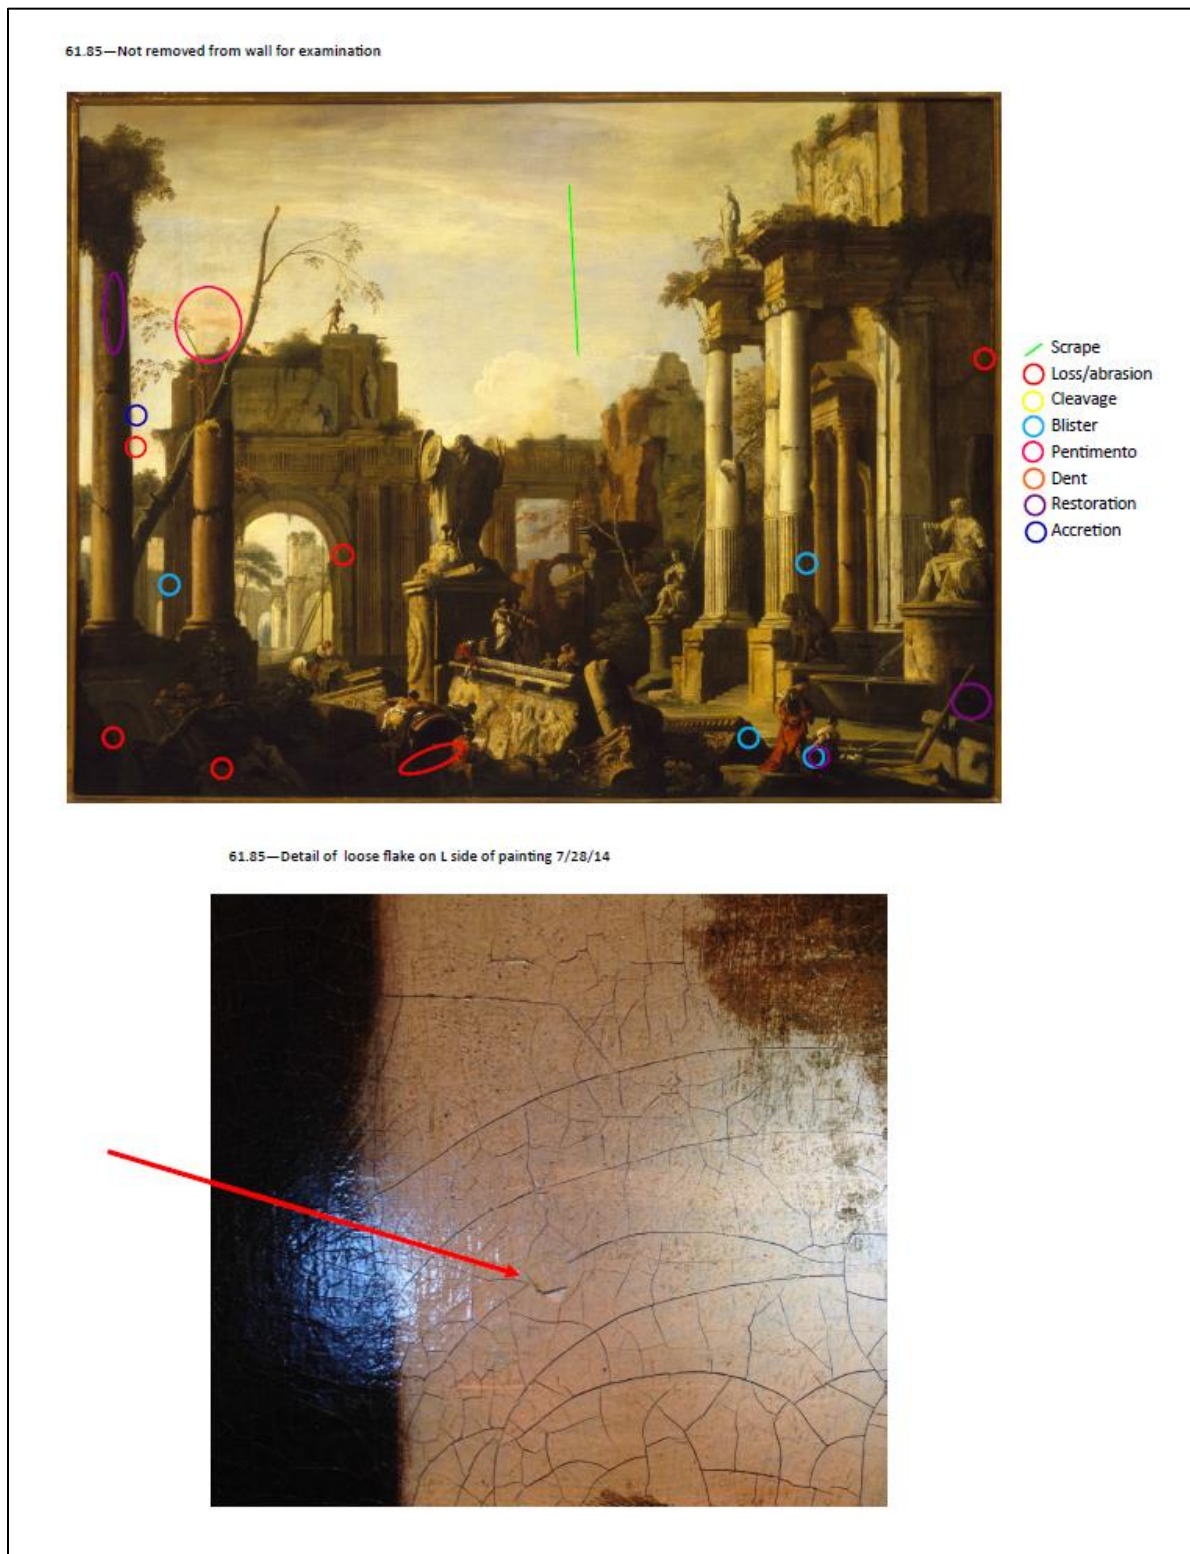 61.85—Not removed from wall for examination
Scrape
Loss/abrasion
Cleavage
Blister
Pentimento
Dent
Restoration
Accretion
61.85—Detail of loose flake on L side of painting 7/28/14